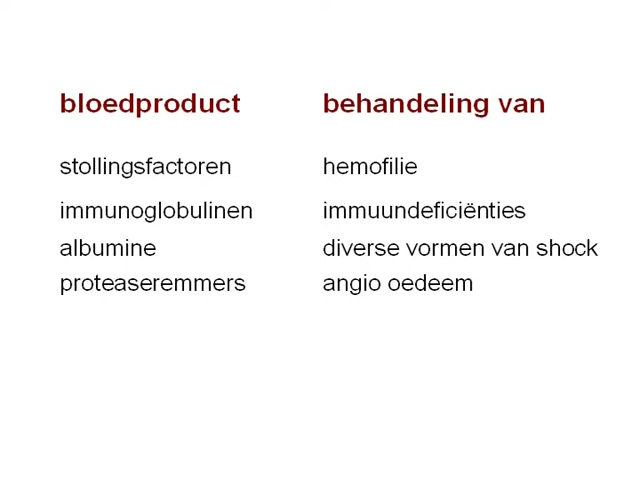 bloedproduct behandeling van
stollingsfactoren hemofilie
immunoglobulinen immuundeficiënties
albumine diverse vormen van shock
proteaseremmers angio oedeem